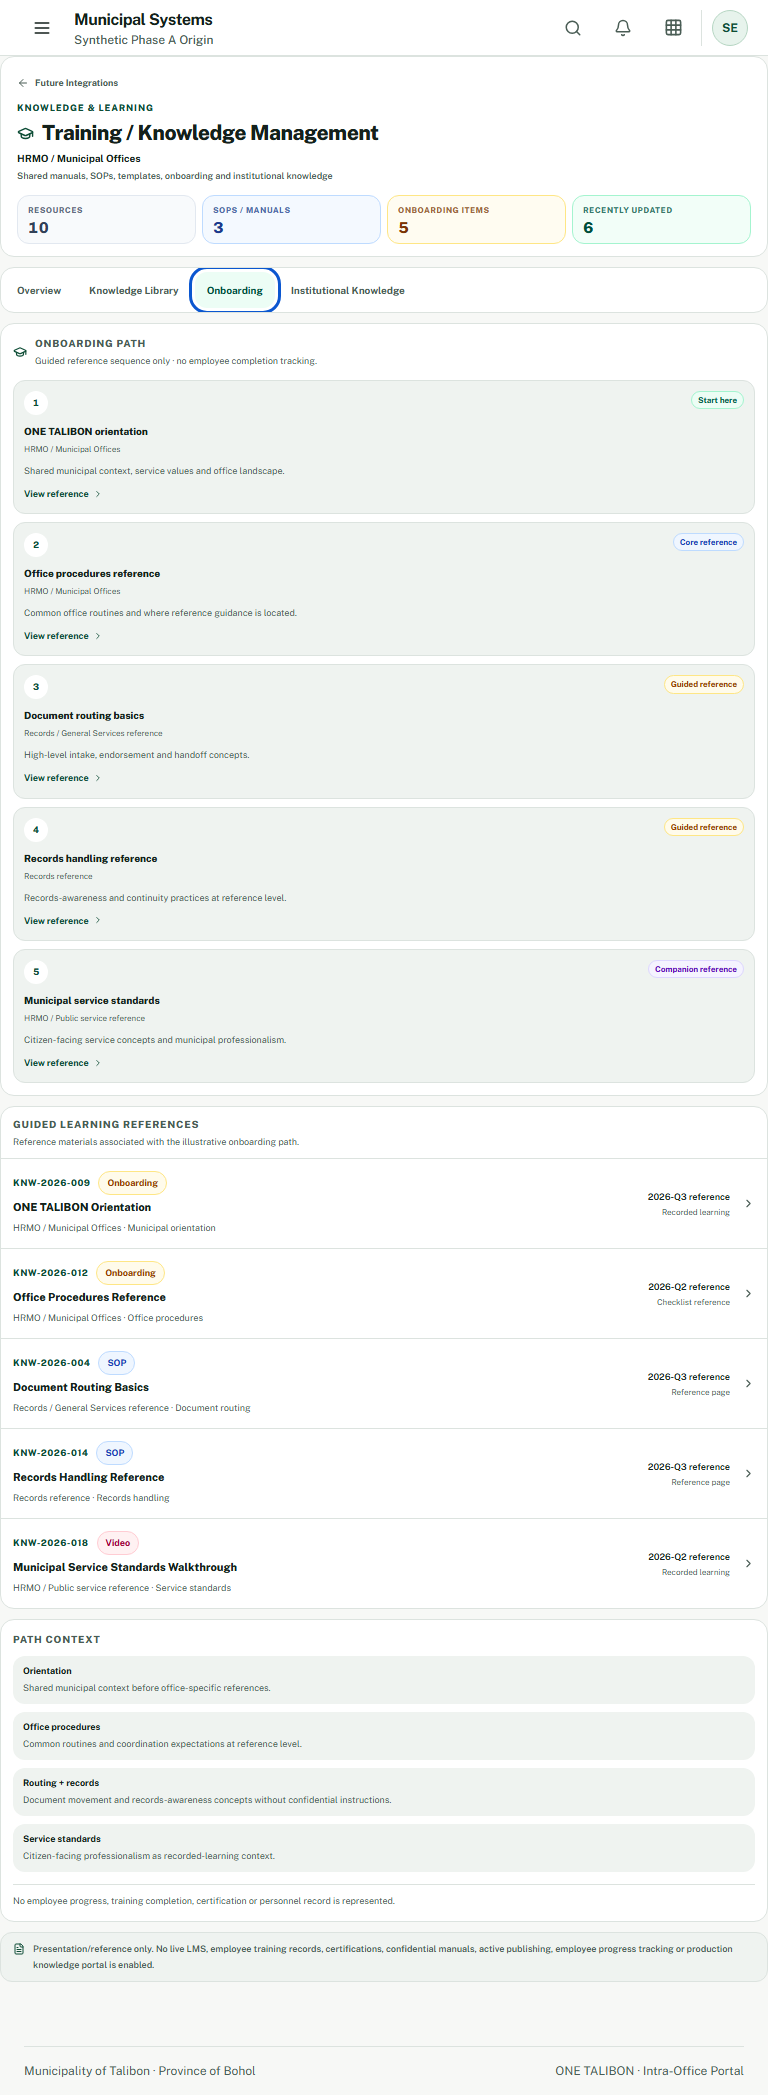 Municipal Systems
Synthetic Phase A Origin
SE
Future Integrations
KNOWLEDGE & LEARNING
Training / Knowledge Management
HRMO / Municipal Offices
Shared manuals, SOPs, templates, onboarding and institutional knowledge
RESOURCES
10
SOPS / MANUALS
3
ONBOARDING ITEMS
5
RECENTLY UPDATED
6
Overview
Knowledge Library
Onboarding
Institutional Knowledge
ONBOARDING PATH
Guided reference sequence only · no employee completion tracking.
1
Start here
ONE TALIBON orientation
HRMO / Municipal Offices
Shared municipal context, service values and office landscape.
View reference
2
Core reference
Office procedures reference
HRMO / Municipal Offices
Common office routines and where reference guidance is located.
View reference
3
Guided reference
Document routing basics
Records / General Services reference
High-level intake, endorsement and handoff concepts.
View reference
4
Guided reference
Records handling reference
Records reference
Records-awareness and continuity practices at reference level.
View reference
5
Companion reference
Municipal service standards
HRMO / Public service reference
Citizen-facing service concepts and municipal professionalism.
View reference
GUIDED LEARNING REFERENCES
Reference materials associated with the illustrative onboarding path.
KNW-2026-009 Onboarding
ONE TALIBON Orientation
HRMO / Municipal Offices · Municipal orientation
2026-Q3 reference
Recorded learning
KNW-2026-012 Onboarding
Office Procedures Reference
HRMO / Municipal Offices · Office procedures
2026-Q2 reference
Checklist reference
KNW-2026-004 SOP
Document Routing Basics
Records / General Services reference · Document routing
2026-Q3 reference
Reference page
KNW-2026-014 SOP
Records Handling Reference
Records reference · Records handling
2026-Q3 reference
Reference page
KNW-2026-018 Video
Municipal Service Standards Walkthrough
HRMO / Public service reference · Service standards
2026-Q2 reference
Recorded learning
PATH CONTEXT
Orientation
Shared municipal context before office-specific references.
Office procedures
Common routines and coordination expectations at reference level.
Routing + records
Document movement and records-awareness concepts without confidential instructions.
Service standards
Citizen-facing professionalism as recorded-learning context.
No employee progress, training completion, certification or personnel record is represented.
Presentation/reference only. No live LMS, employee training records, certifications, confidential manuals, active publishing, employee progress tracking or production
knowledge portal is enabled.
Municipality of Talibon · Province of Bohol
ONE TALIBON · Intra-Office Portal